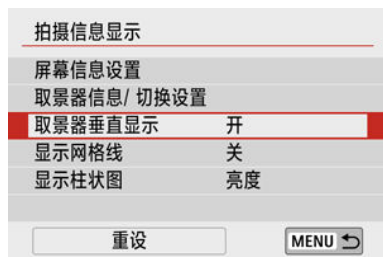 拍摄信息显示
屏幕信息设置
取景器信息/ 切换设置
取景器垂直显示 开
显示网格线 关
显示柱状图 亮度
重设 MENU